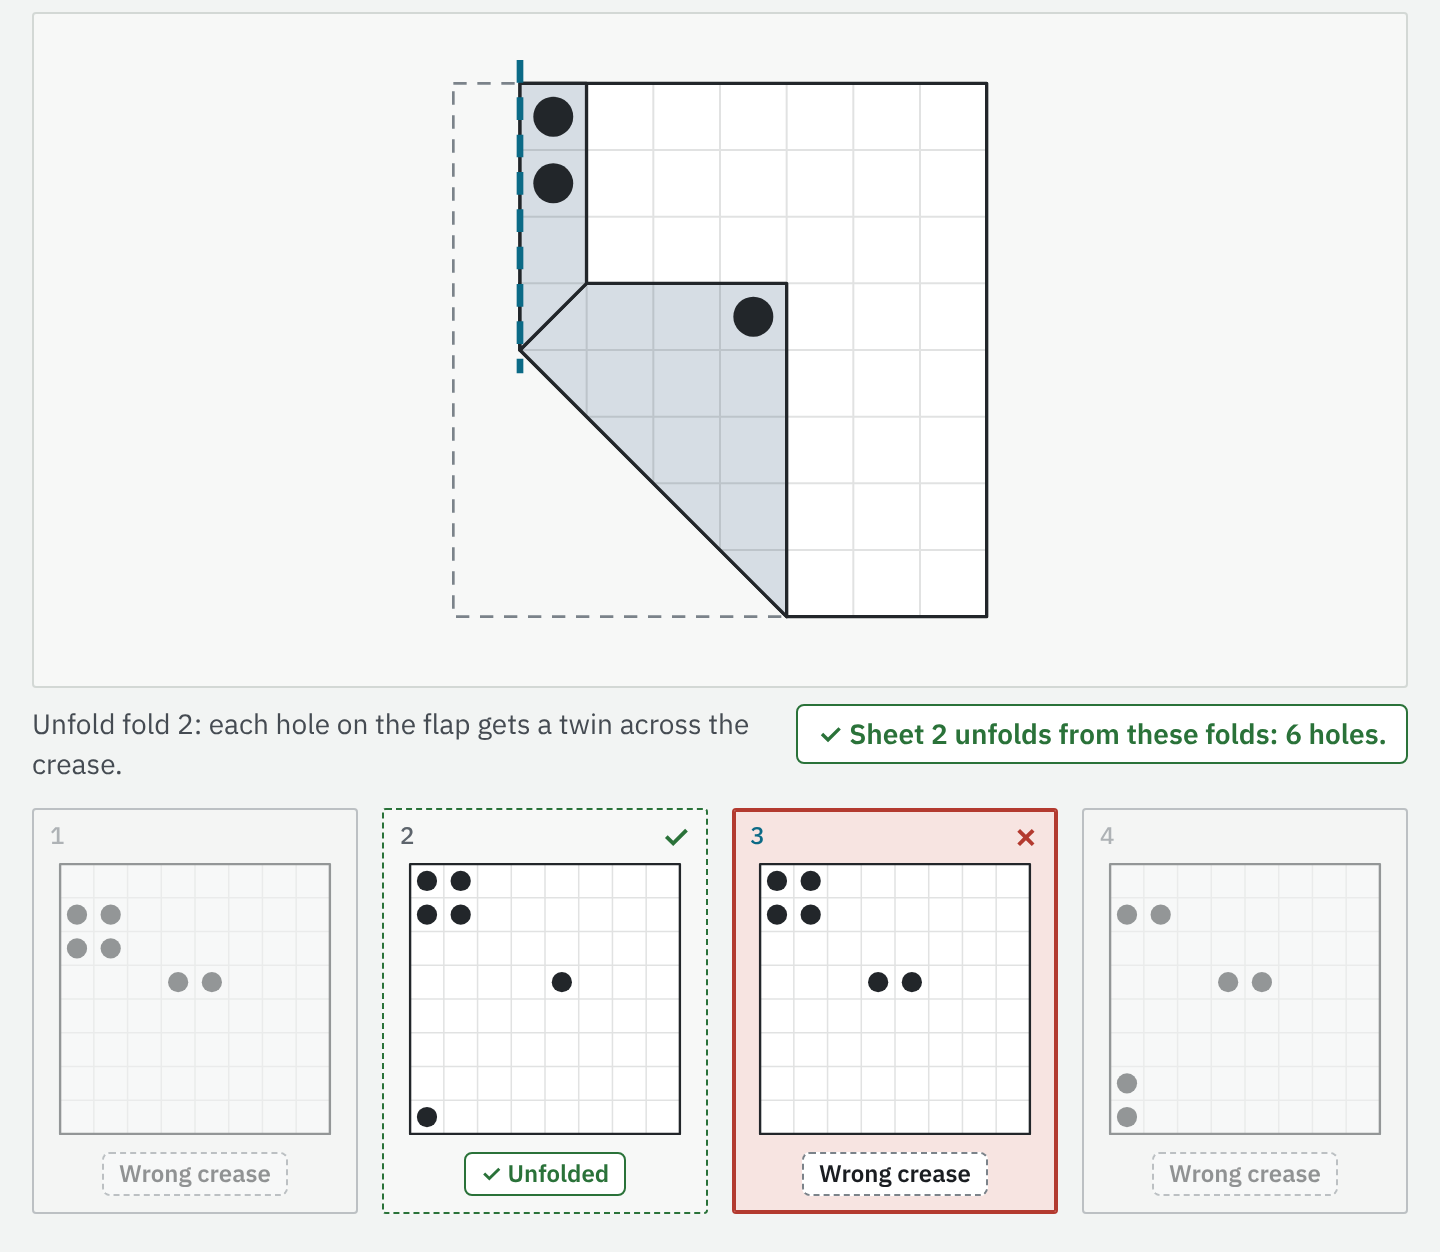 Unfold fold 2: each hole on the flap gets a twin across the
crease.
✓ Sheet 2 unfolds from these folds: 6 holes.
1
2
3
4
Wrong crease
✓ Unfolded
Wrong crease
Wrong crease